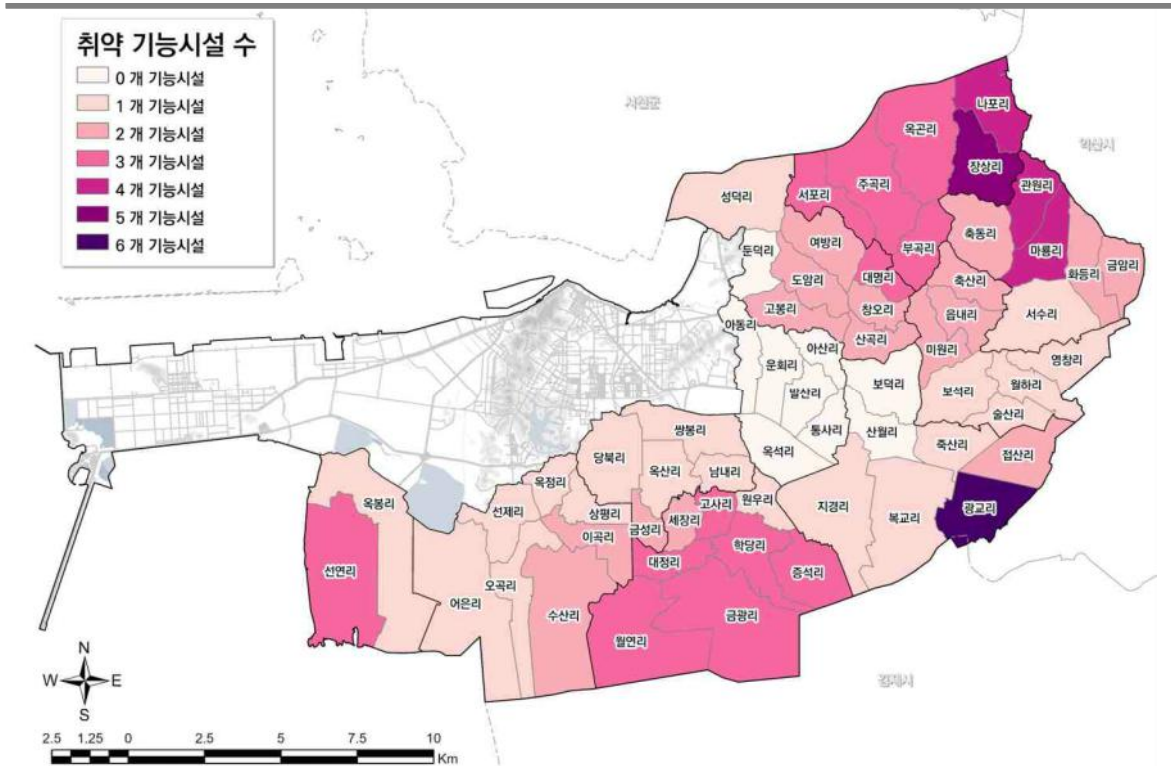 취약 기능시설 수
0 개 기능시설
1 개 기능시설
2 개 기능시설
3 개 기능시설
4 개 기능시설
5 개 기능시설
6 개 기능시설
서천군
익산시
김제시
나포리
옥곤리
장상리
관원리
주곡리
서포리
성덕리
축동리
여방리
부곡리
마룡리
둔덕리
대명리
화등리
금암리
도암리
축산리
고봉리
창오리
읍내리
서수리
아동리
산곡리
미원리
아산리
운회리
영창리
보덕리
월하리
보석리
발산리
술산리
통사리
산월리
쌍봉리
축산리
옥석리
당북리
접산리
옥산리
남내리
옥정리
원우리
지경리
옥봉리
고사리
복교리
광교리
선제리
상평리
세장리
금성리
이곡리
학당리
대정리
선연리
증석리
오곡리
어은리
수산리
금광리
월연리
N
W
E
S
2.5 1.25 0 2.5 5 7.5 10
Km